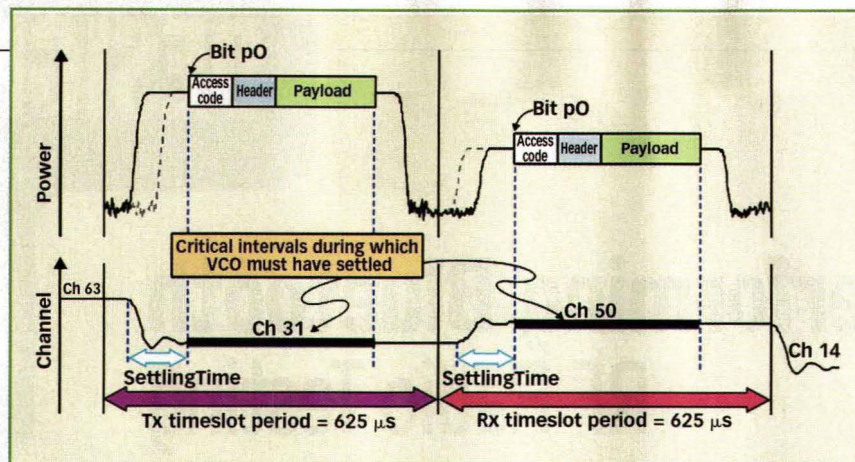 Power
Bit pO
Access
code
Header
Payload
Bit pO
Access
code
Header
Payload
Critical intervals during which
VCO must have settled
Channel
Ch 63
Ch 31
Ch 50
Ch 14
SettlingTime
SettlingTime
Tx timeslot period = 625 µs
Rx timeslot period = 625 µs